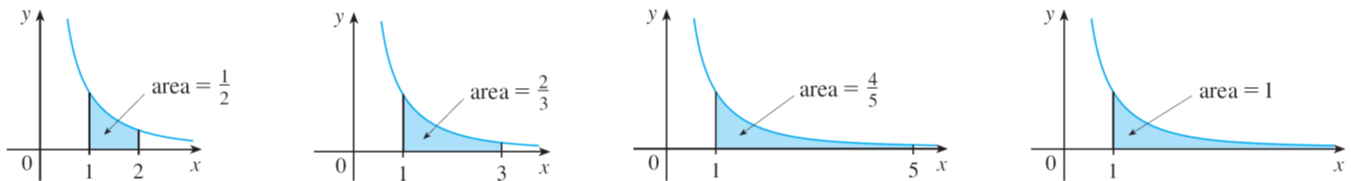 y
area = 1/2
0
1
2
x
y
area = 2/3
0
1
3
x
y
area = 4/5
0
1
5
x
y
area = 1
0
1
x